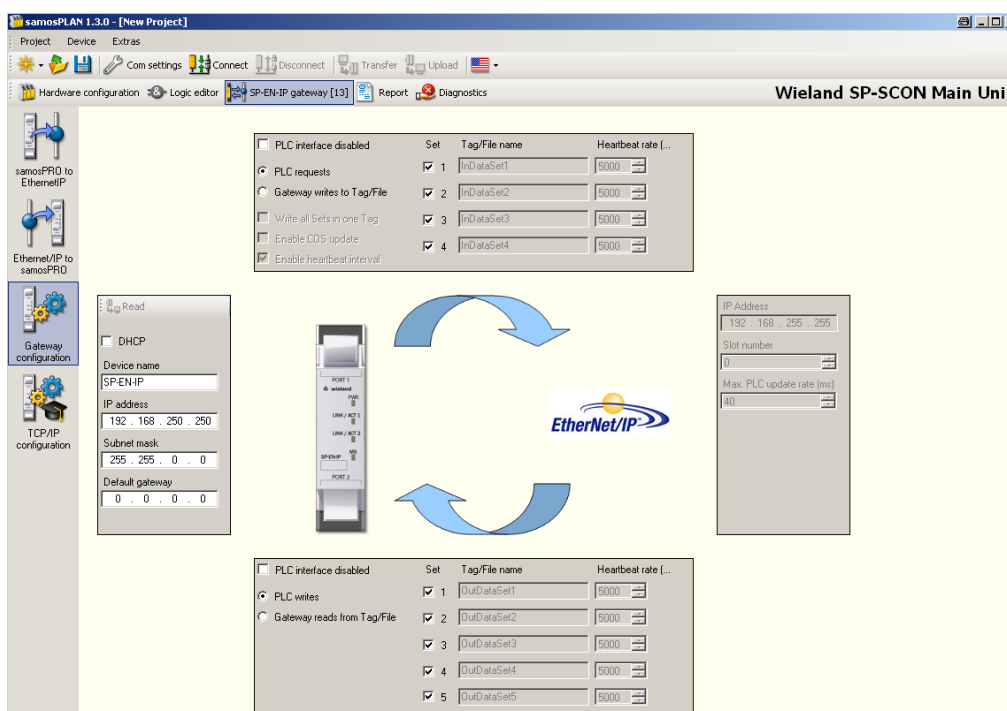 samosPLAN 1.3.0 - [New Project]
Project Device Extras
Com settings Connect Disconnect Transfer Upload
Hardware configuration Logic editor SP-EN-IP gateway [13] Report Diagnostics Wieland SP-SCON Main Uni
samosPRO to
EthernetIP
Ethernet/IP to
samosPRO
Gateway
configuration
TCP/IP
configuration
PLC interface disabled Set Tag/File name Heartbeat rate (...
PLC requests 1 InDataSet1 5000
Gateway writes to Tag/File 2 InDataSet2 5000
Write all Sets in one Tag 3 InDataSet3 5000
Enable COS update 4 InDataSet4 5000
Enable heartbeat interval
Read
DHCP
Device name
SP-EN-IP
IP address
192 . 168 . 250 . 250
Subnet mask
255 . 255 . 0 . 0
Default gateway
0 . 0 . 0 . 0
PORT 1
wieland
PWR
LINK / ACT 1
LINK / ACT 2
MS
SP-EN-IP
PORT 2
EtherNet/IP
IP Address
192 . 168 . 255 . 255
Slot number
0
Max. PLC update rate (ms)
40
PLC interface disabled Set Tag/File name Heartbeat rate (...
PLC writes 1 OutDataSet1 5000
Gateway reads from Tag/File 2 OutDataSet2 5000
3 OutDataSet3 5000
4 OutDataSet4 5000
5 OutDataSet5 5000